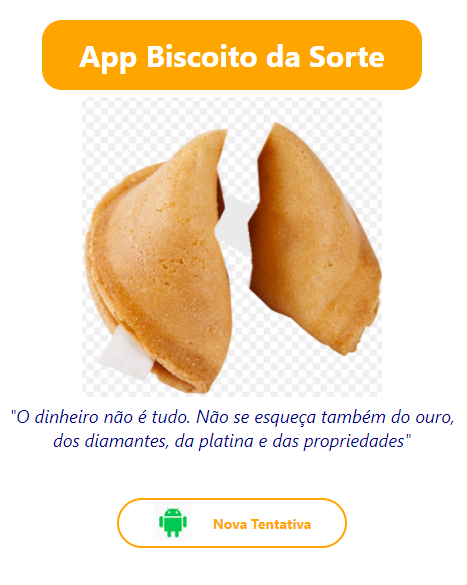 App Biscoito da Sorte
"O dinheiro não é tudo. Não se esqueça também do ouro,
dos diamantes, da platina e das propriedades"
Nova Tentativa